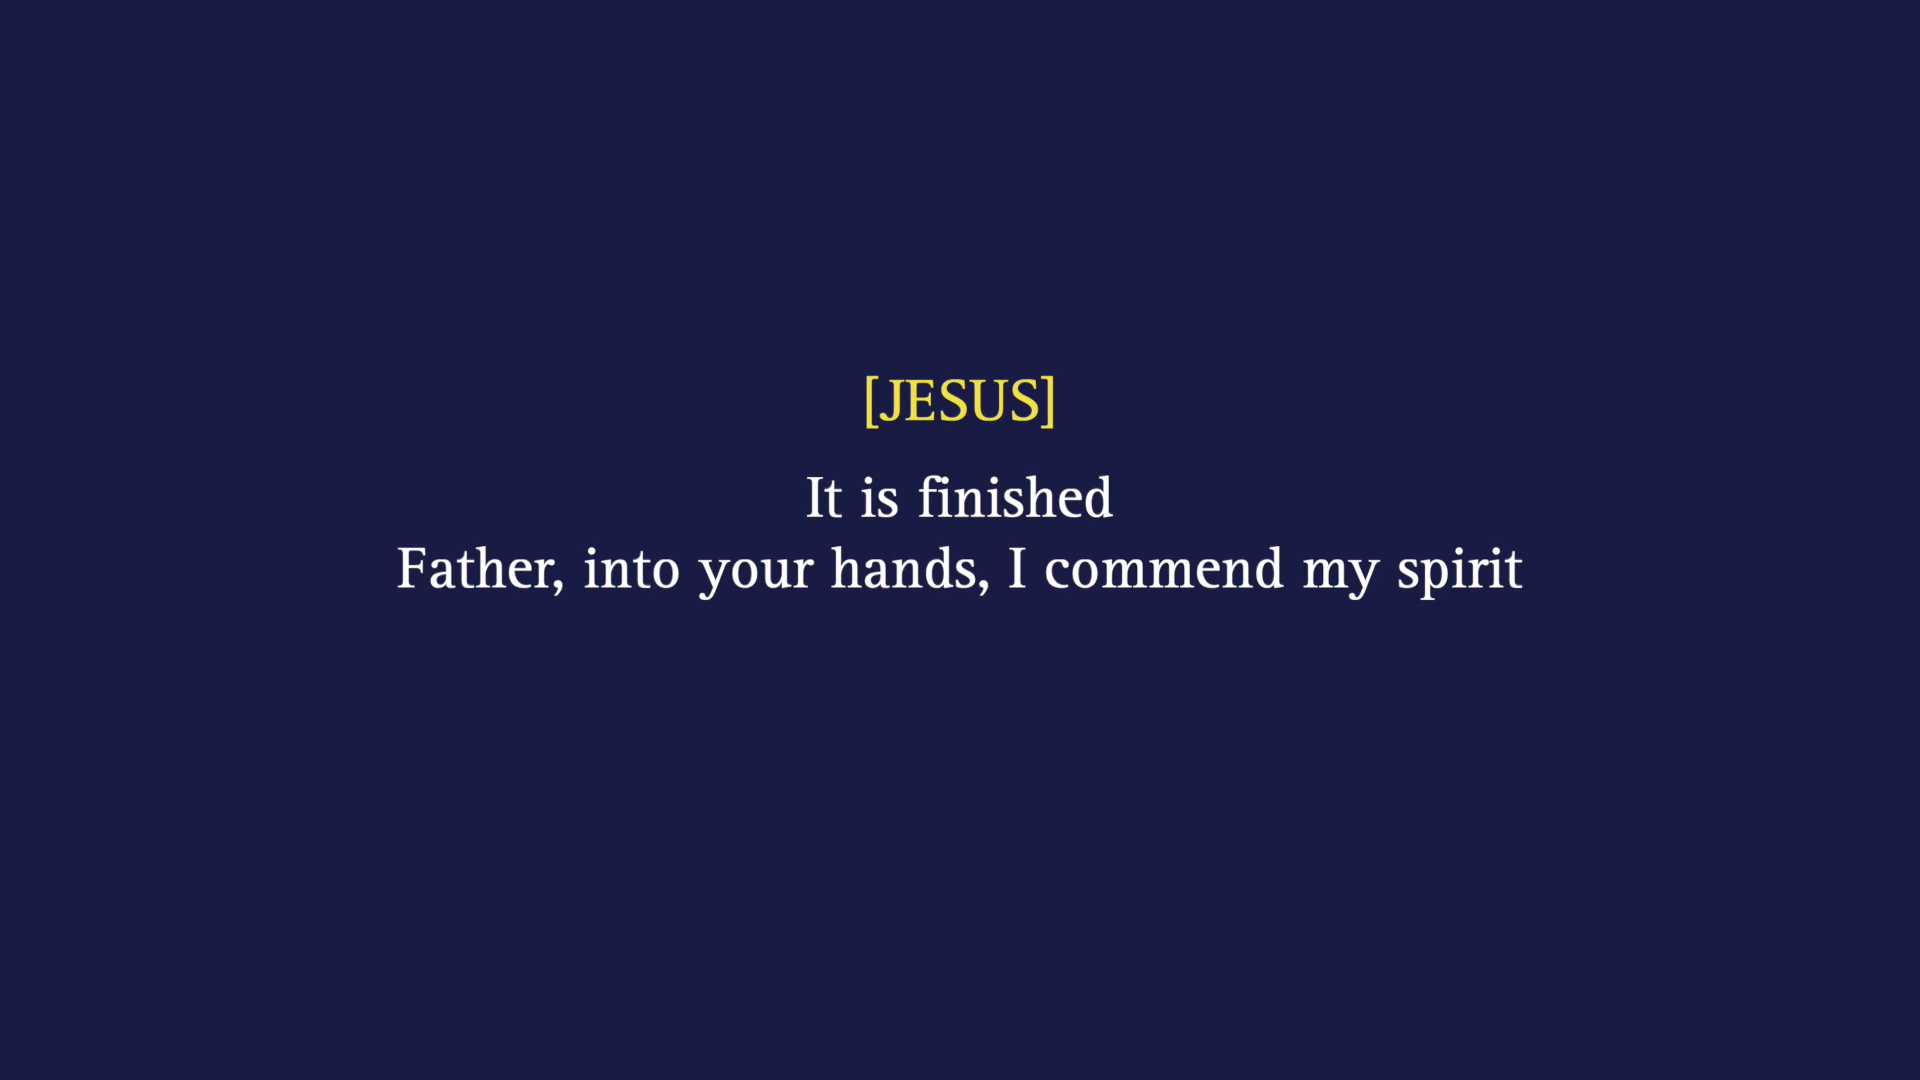 [JESUS]
It is finished
Father, into your hands, I commend my spirit